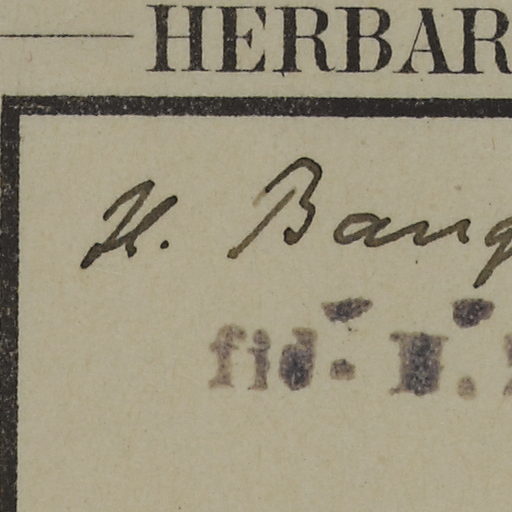 HERBAR
H. Bang
fid. H.